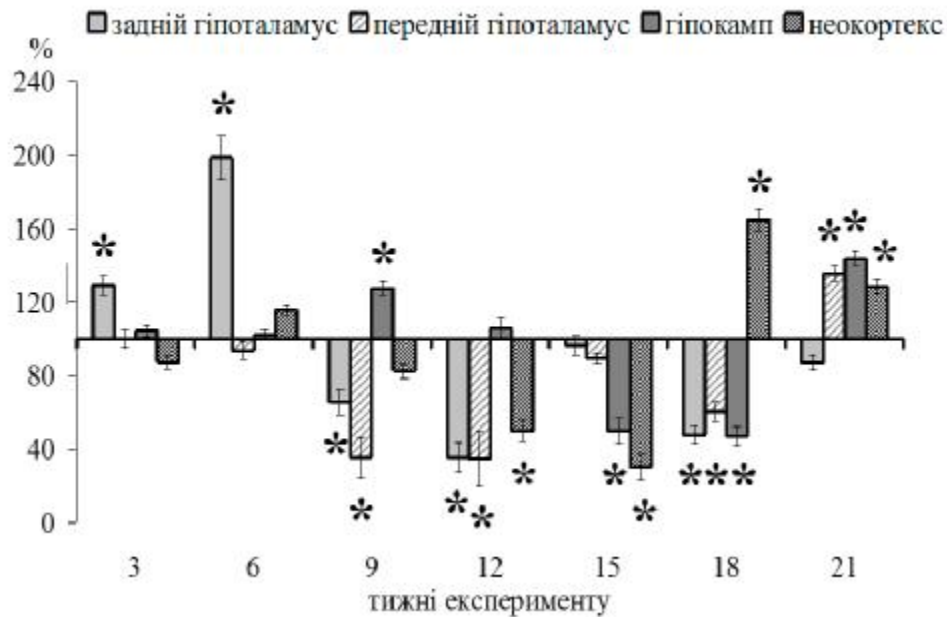 задній гіпоталамус передній гіпоталамус гіпокамп неокортекс
%
240
200
160
120
80
40
0
* * * * * * * * * * * * * * * * *
3 6 9 12 15 18 21
тижні експерименту